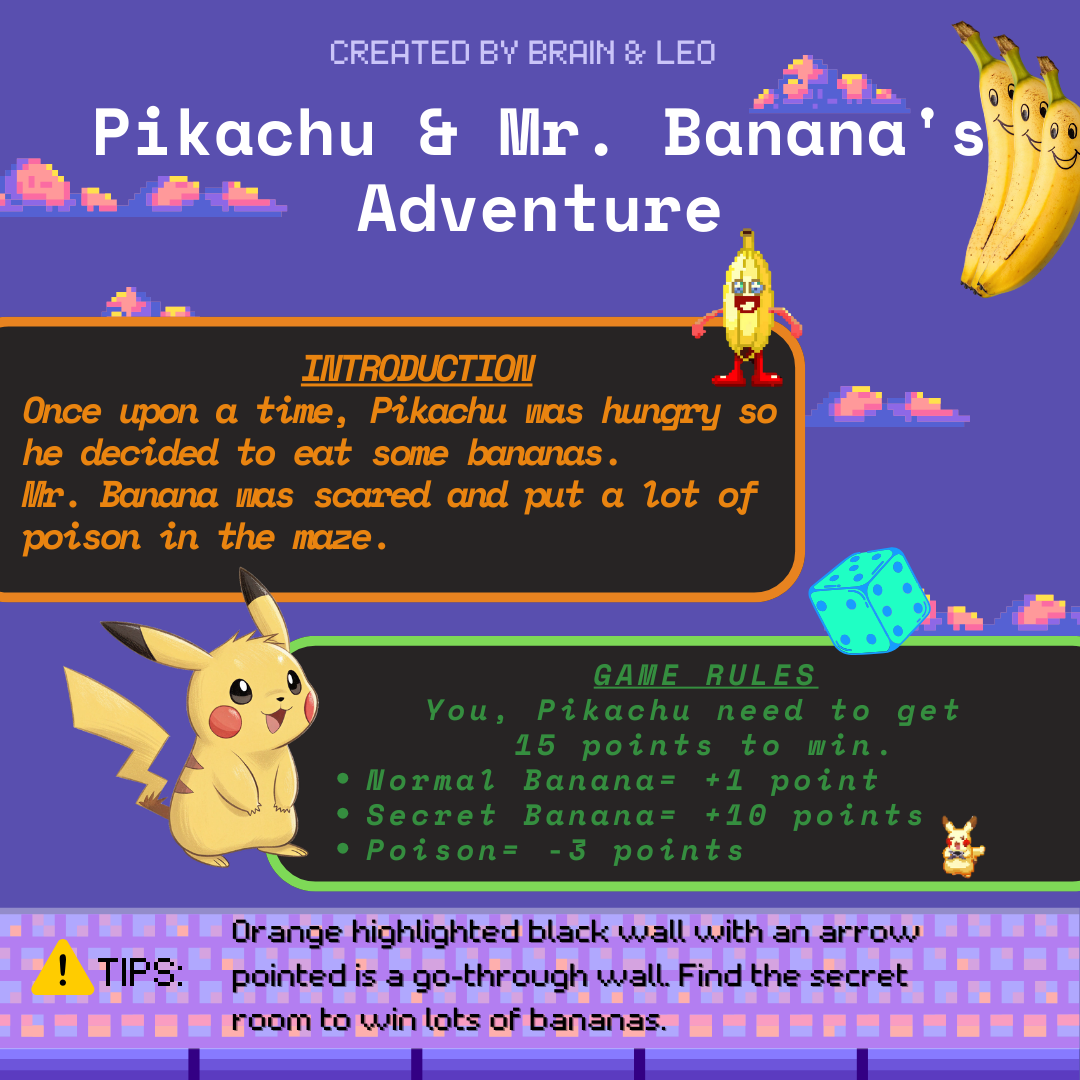 CREATED BY BRAIN & LEO
Pikachu & Mr. Banana's
Adventure
INTRODUCTION
Once upon a time, Pikachu was hungry so
he decided to eat some bananas.
Mr. Banana was scared and put a lot of
poison in the maze.
GAME RULES
You, Pikachu need to get
15 points to win.
• Normal Banana= +1 point
• Secret Banana= +10 points
• Poison= -3 points
TIPS:
Orange highlighted black wall with an arrow
pointed is a go-through wall. Find the secret
room to win lots of bananas.